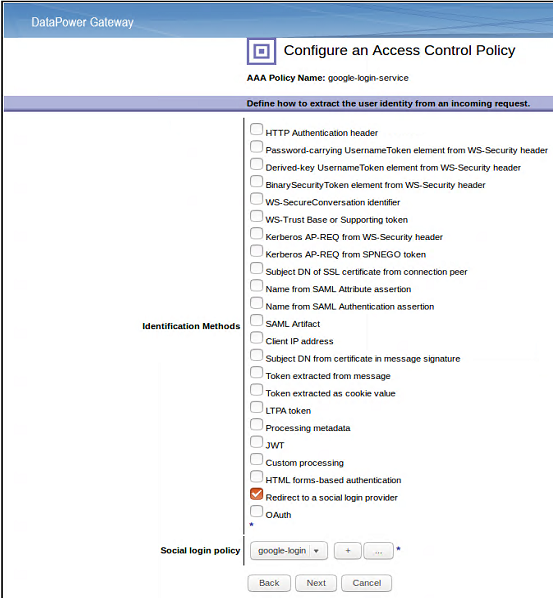 DataPower Gateway
Configure an Access Control Policy
AAA Policy Name: google-login-service
Define how to extract the user identity from an incoming request.
HTTP Authentication header
Password-carrying UsernameToken element from WS-Security header
Derived-key UsernameToken element from WS-Security header
BinarySecurityToken element from WS-Security header
WS-SecureConversation identifier
WS-Trust Base or Supporting token
Kerberos AP-REQ from WS-Security header
Kerberos AP-REQ from SPNEGO token
Subject DN of SSL certificate from connection peer
Name from SAML Attribute assertion
Name from SAML Authentication assertion
Identification Methods SAML Artifact
Client IP address
Subject DN from certificate in message signature
Token extracted from message
Token extracted as cookie value
LTPA token
Processing metadata
JWT
Custom processing
HTML forms-based authentication
Redirect to a social login provider
OAuth
*
Social login policy google-login + ... *
Back Next Cancel